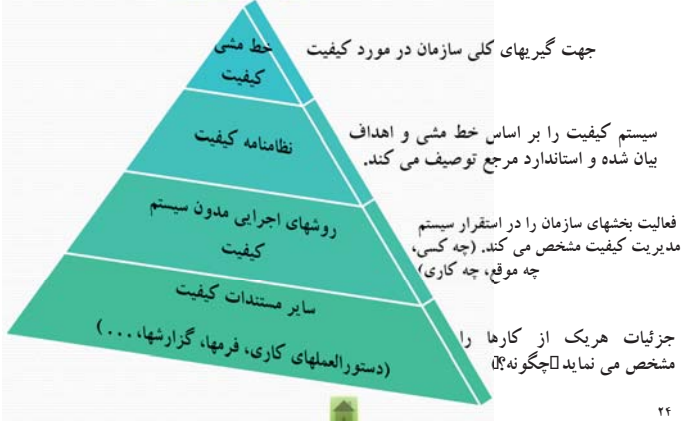 خط مشی
کیفیت
جهت گیریهای کلی سازمان در مورد کیفیت
نظامنامه کیفیت
سیستم کیفیت را بر اساس خط مشی و اهداف
بیان شده و استاندارد مرجع توصیف می کند.
روشهای اجرایی مدون سیستم
کیفیت
فعالیت بخشهای سازمان را در استقرار سیستم
مدیریت کیفیت مشخص می کند. (چه کسی،
چه موقع، چه کاری)
سایر مستندات کیفیت
(دستورالعملهای کاری، فرمها، گزارشها، . . . )
جزئیات هریک از کارها را
مشخص می نماید (چگونه؟)
۲۴